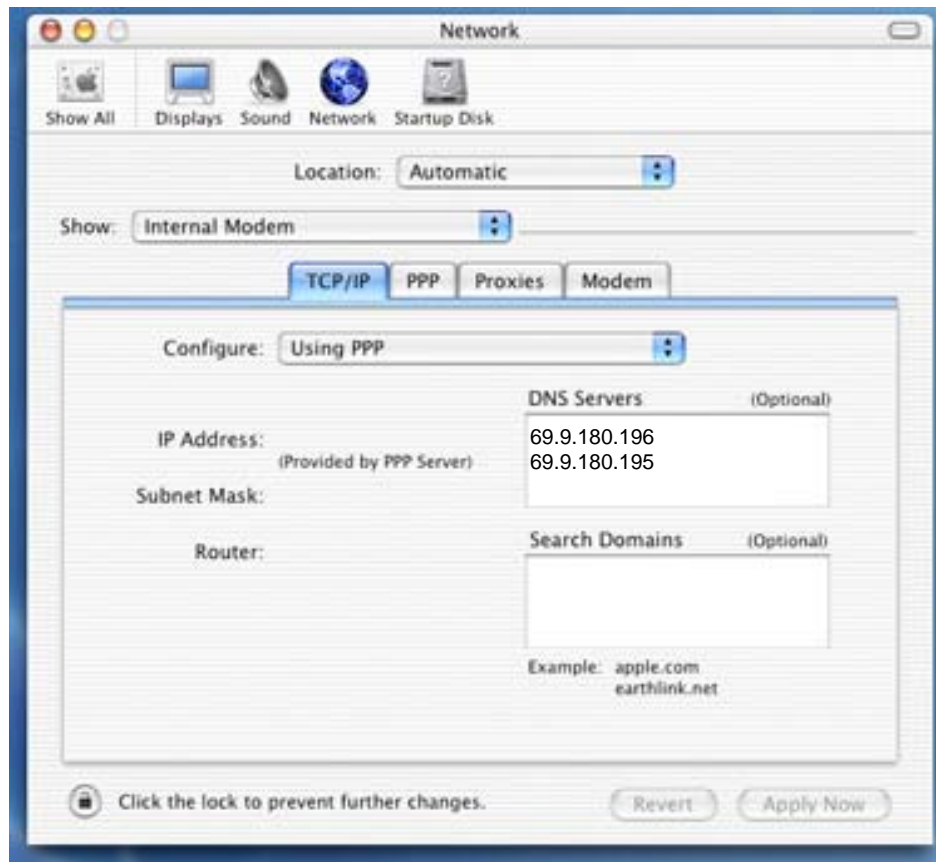 Network
Show All Displays Sound Network Startup Disk
Location: Automatic
Show: Internal Modem
TCP/IP PPP Proxies Modem
Configure: Using PPP
DNS Servers (Optional)
69.9.180.196
69.9.180.195
IP Address:
(Provided by PPP Server)
Subnet Mask:
Router:
Search Domains (Optional)
Example: apple.com
earthlink.net
Click the lock to prevent further changes.
Revert Apply Now